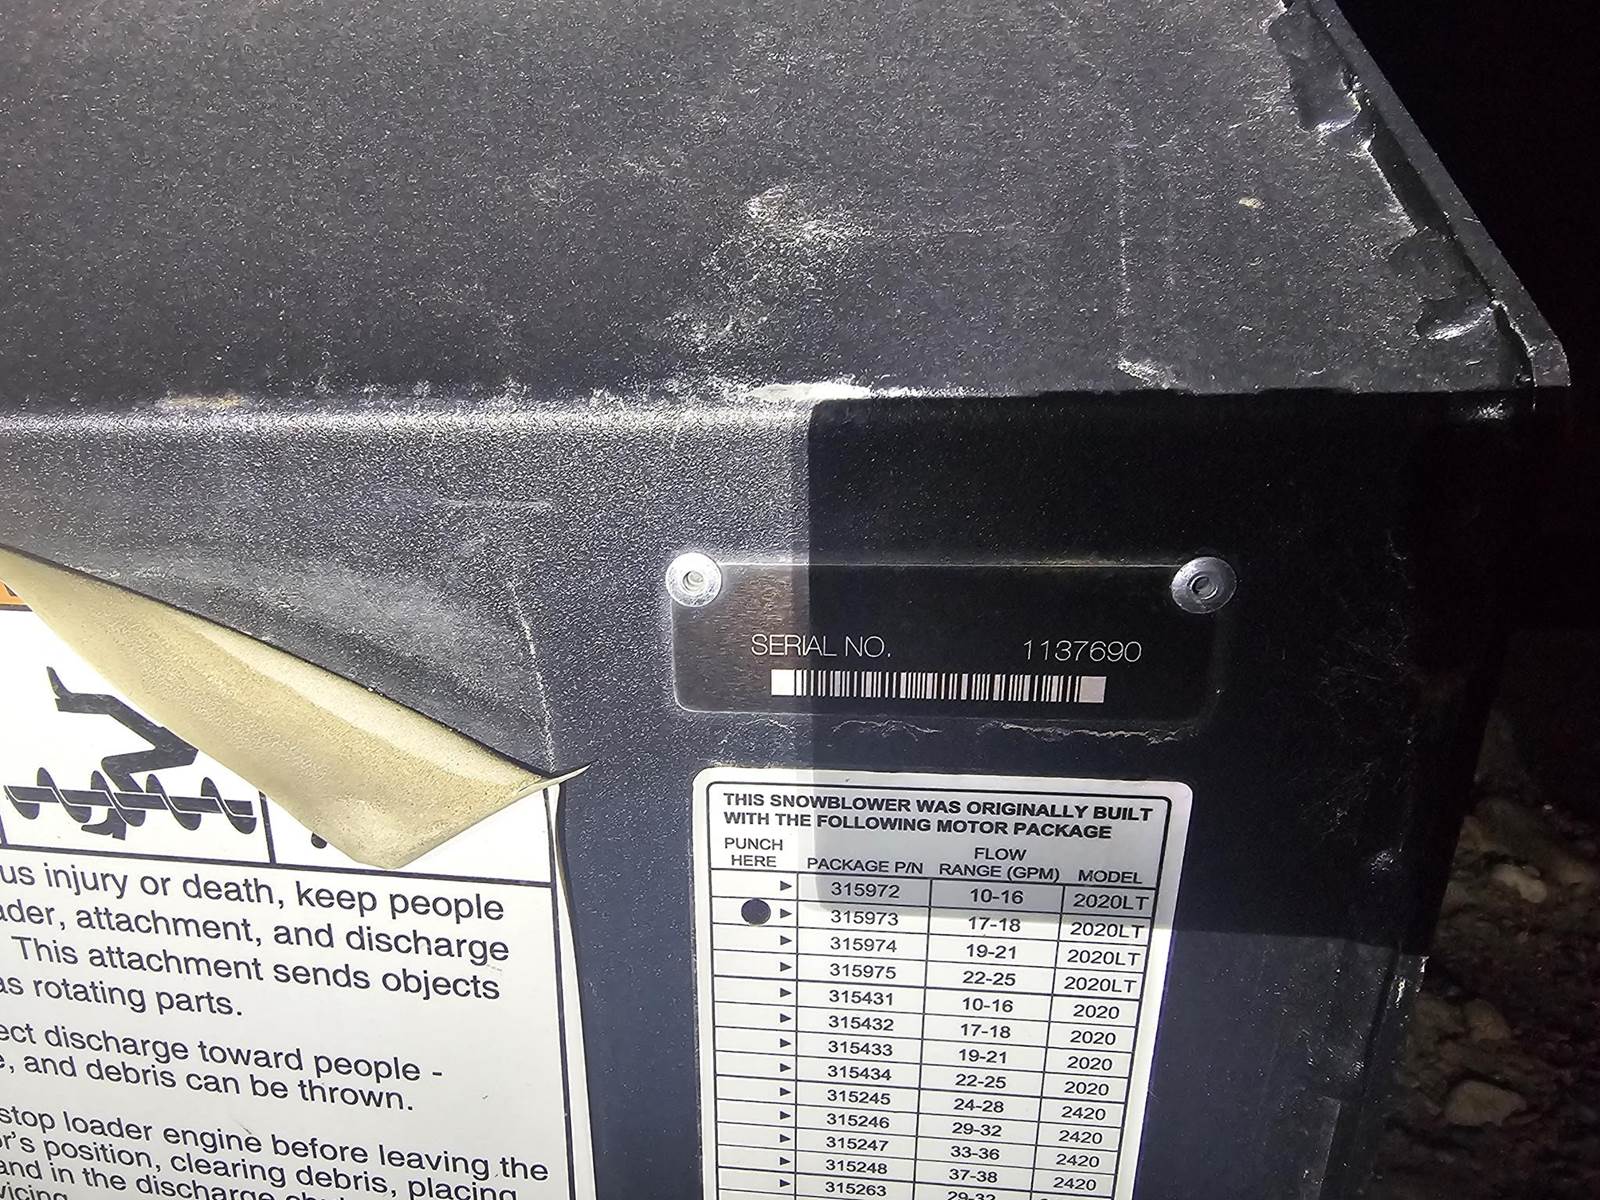 SERIAL NO. 1137690
THIS SNOWBLOWER WAS ORIGINALLY BUILT
WITH THE FOLLOWING MOTOR PACKAGE
PUNCH HERE PACKAGE P/N FLOW RANGE (GPM) MODEL
315972 10-16 2020LT
315973 17-18 2020LT
315974 19-21 2020LT
315975 22-25 2020LT
315431 10-16 2020
315432 17-18 2020
315433 19-21 2020
315434 22-25 2020
315245 24-28 2420
315246 29-32 2420
315247 33-36 2420
315248 37-38 2420
315263 29-32
us injury or death, keep people
ader, attachment, and discharge
This attachment sends objects
as rotating parts.
ect discharge toward people -
, and debris can be thrown.
stop loader engine before leaving the
or's position, clearing debris, placing
and in the discharge